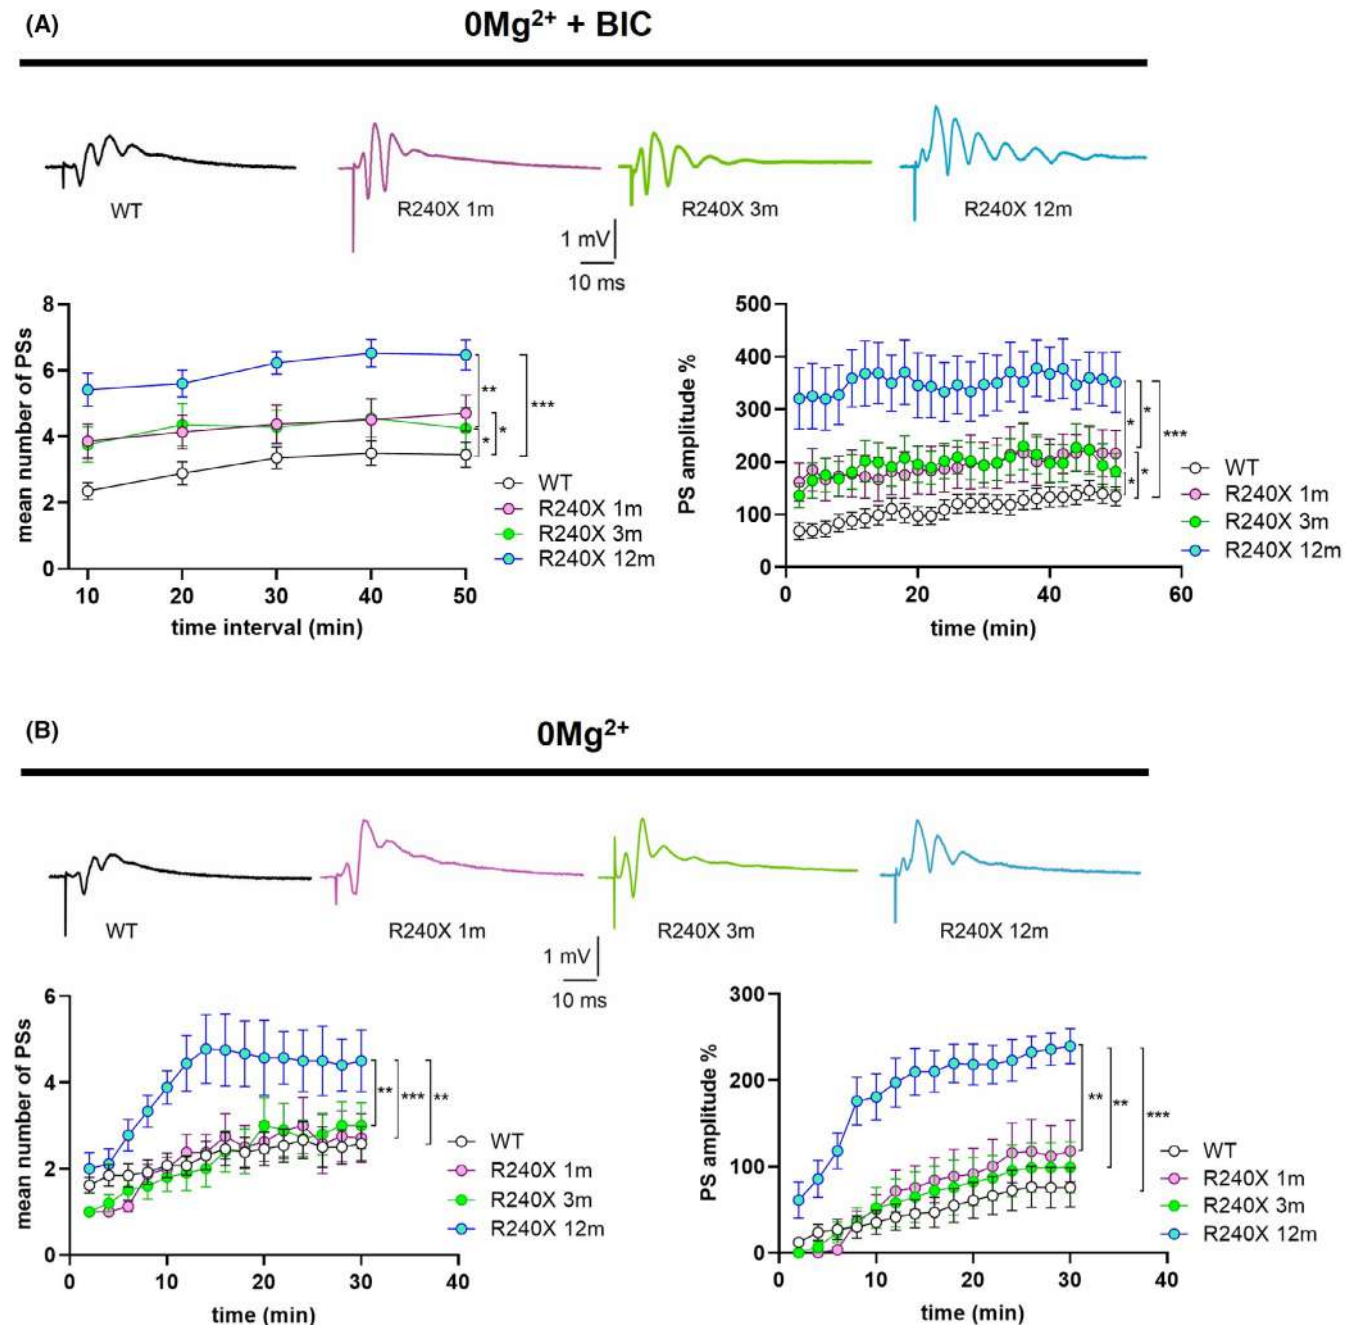 (A)
0Mg²⁺ + BIC
WT
R240X 1m
R240X 3m
R240X 12m
1 mV
10 ms
mean number of PSs
8
6
4
2
0
10
20
30
40
50
time interval (min)
**
***
*
*
WT
R240X 1m
R240X 3m
R240X 12m
PS amplitude %
500
400
300
200
100
0
0
20
40
60
time (min)
*
*
***
*
*
WT
R240X 1m
R240X 3m
R240X 12m
(B)
0Mg²⁺
WT
R240X 1m
R240X 3m
R240X 12m
1 mV
10 ms
mean number of PSs
6
4
2
0
0
10
20
30
40
time (min)
**
***
**
WT
R240X 1m
R240X 3m
R240X 12m
PS amplitude %
300
200
100
0
0
10
20
30
40
time (min)
**
**
***
WT
R240X 1m
R240X 3m
R240X 12m